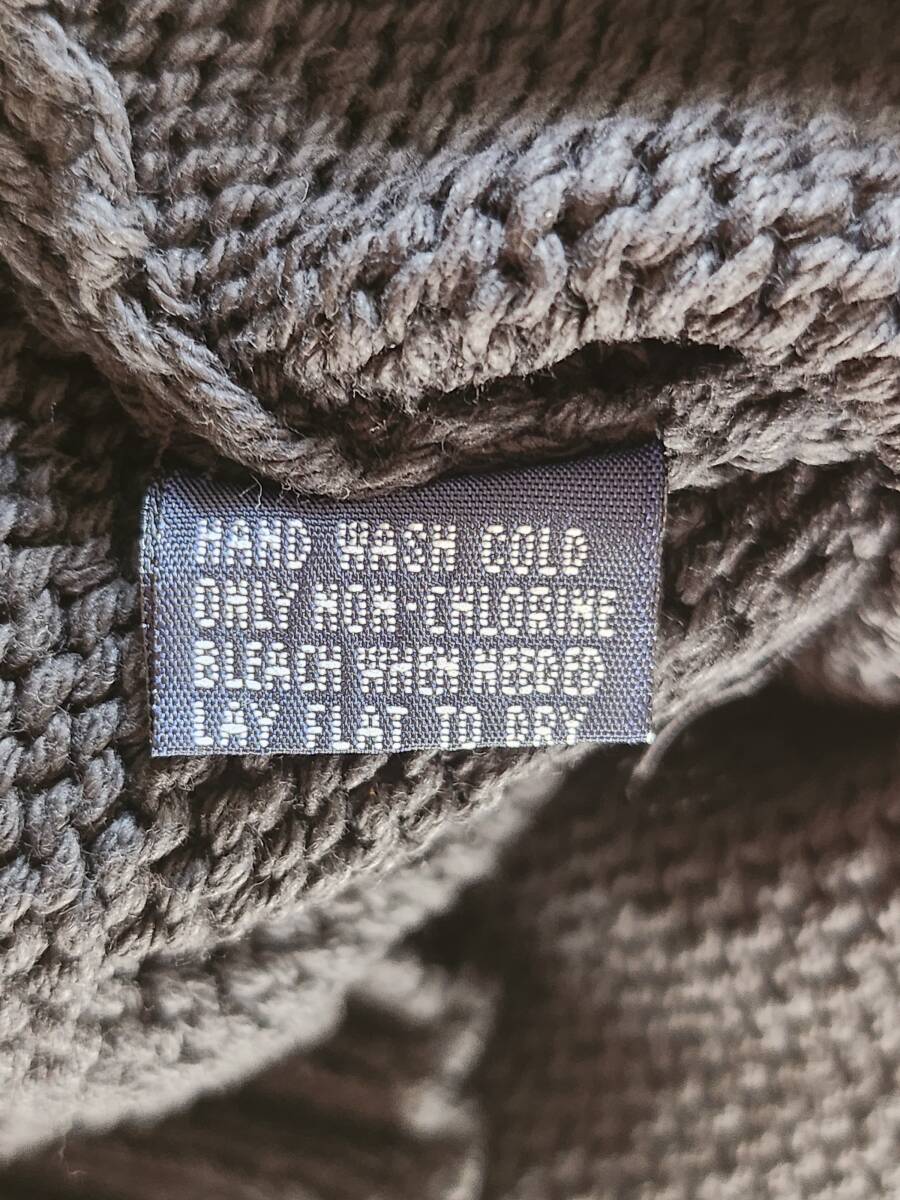 HAND WASH COLD
ONLY NON-CHLORINE
BLEACH WHEN NEEDED
LAY FLAT TO DRY